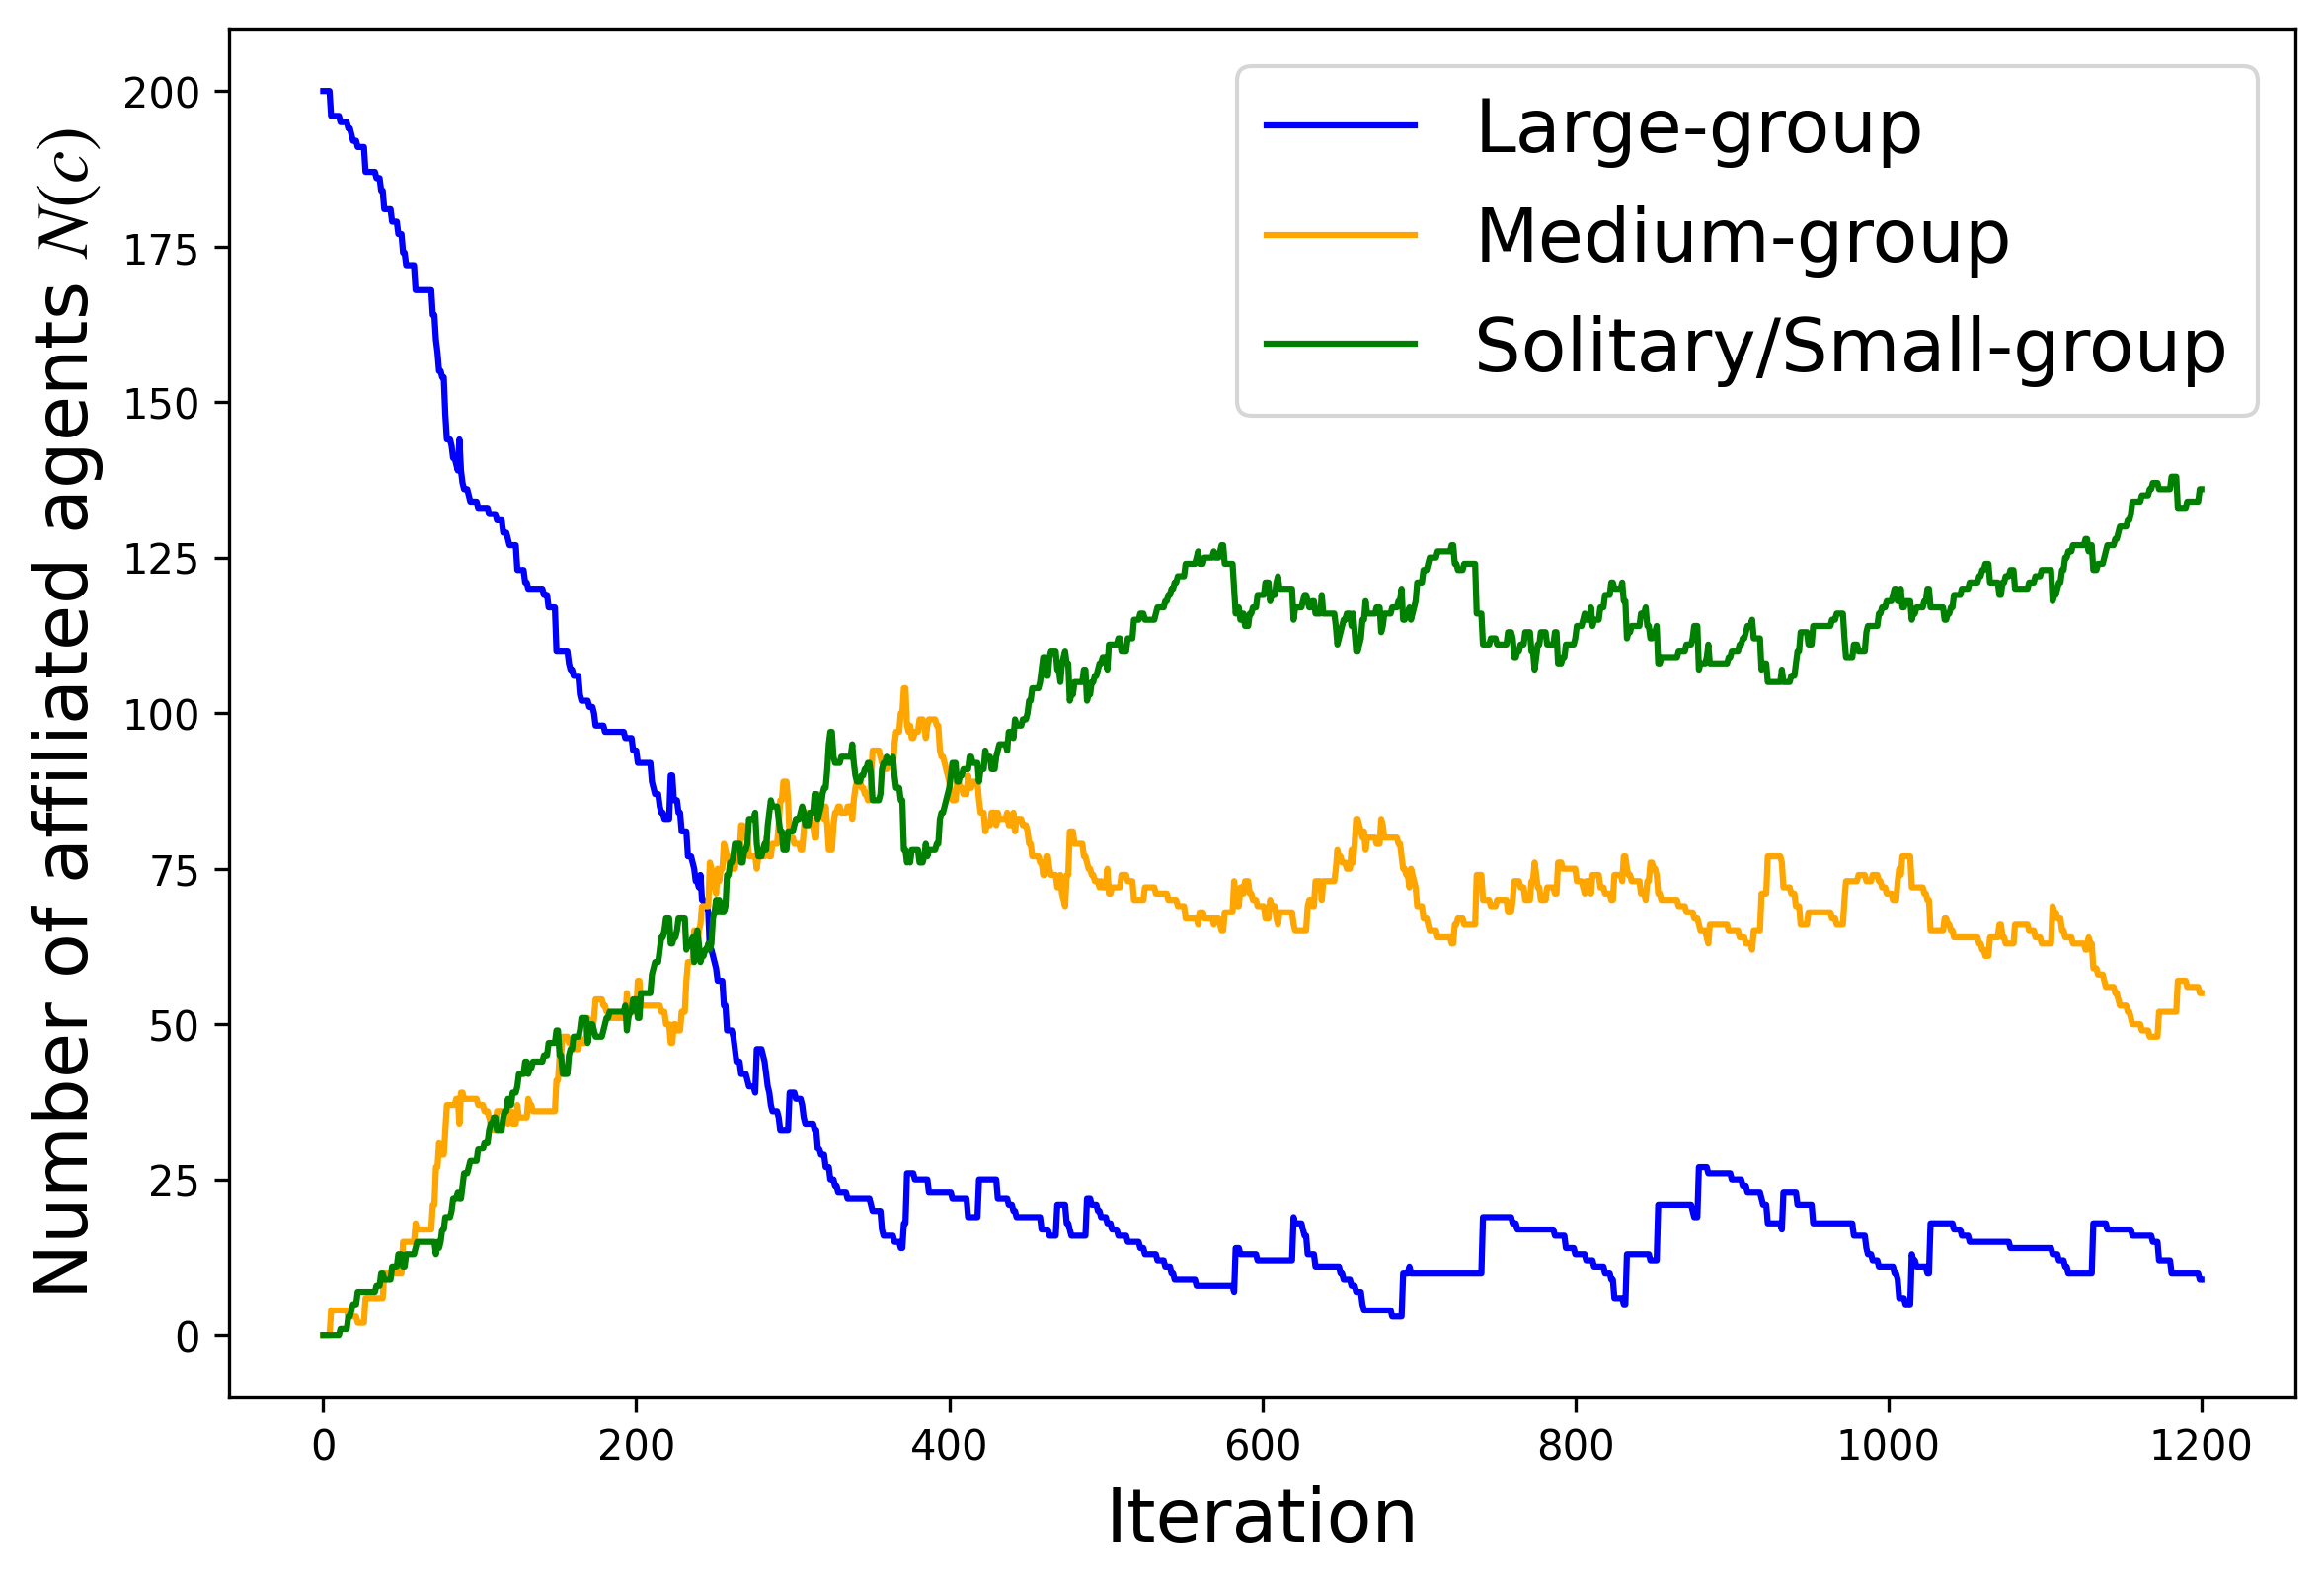 Number of affiliated agents N(c)
200
175
150
125
100
75
50
25
0
Large-group
Medium-group
Solitary/Small-group
0 200 400 600 800 1000 1200
Iteration